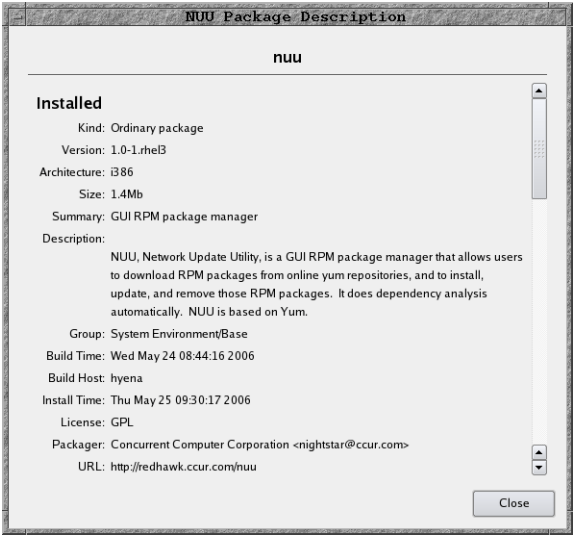 NUU Package Description
nuu
Installed
Kind: Ordinary package
Version: 1.0-1.rhel3
Architecture: i386
Size: 1.4Mb
Summary: GUI RPM package manager
Description:
NUU, Network Update Utility, is a GUI RPM package manager that allows users
to download RPM packages from online yum repositories, and to install,
update, and remove those RPM packages.  It does dependency analysis
automatically.  NUU is based on Yum.
Group: System Environment/Base
Build Time: Wed May 24 08:44:16 2006
Build Host: hyena
Install Time: Thu May 25 09:30:17 2006
License: GPL
Packager: Concurrent Computer Corporation <nightstar@ccur.com>
URL: http://redhawk.ccur.com/nuu
Close